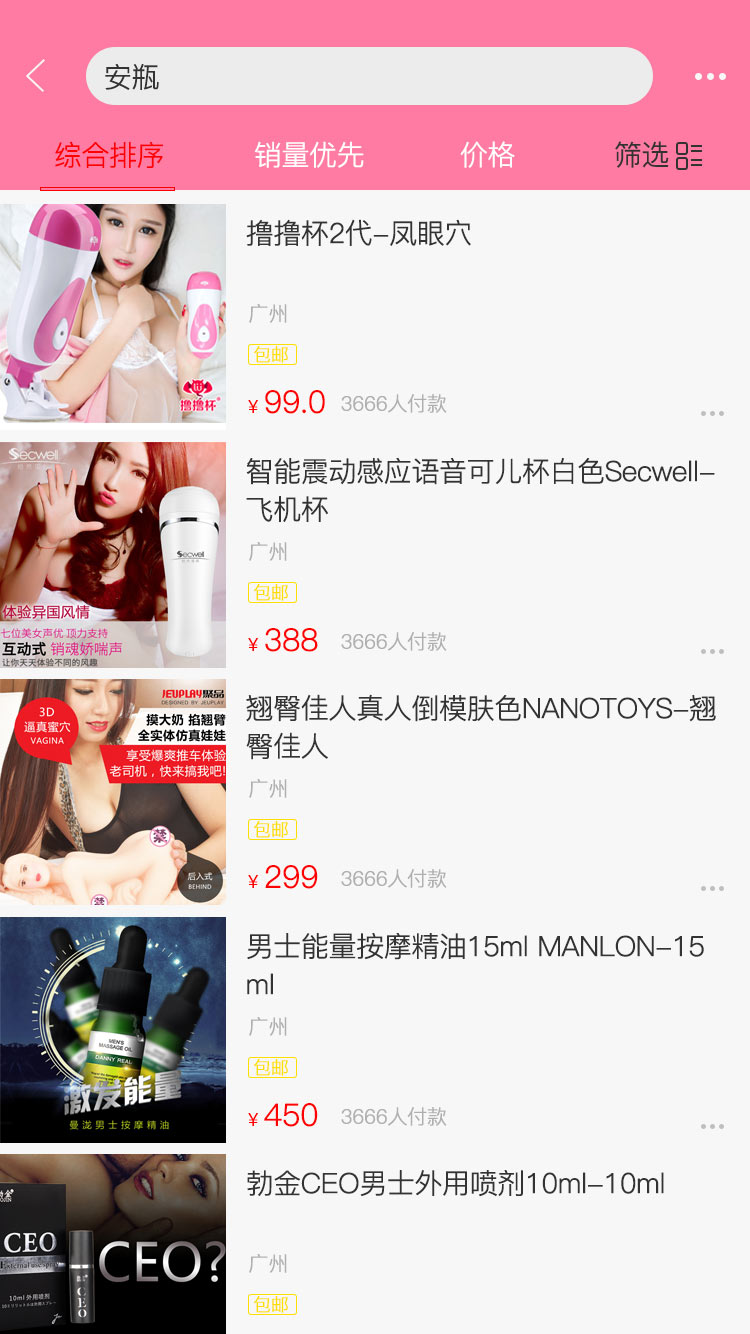 安瓶
综合排序
销量优先
价格
筛选
撸撸杯2代-凤眼穴
广州
包邮
¥ 99.0 3666人付款
撸撸杯
智能震动感应语音可儿杯白色Secwell-
飞机杯
广州
包邮
¥ 388 3666人付款
Secwell
Secwell
体验异国风情
七位美女声优 顶力支持
互动式 销魂娇喘声
让你天天体验不同的风趣
翘臀佳人真人倒模肤色NANOTOYS-翘
臀佳人
广州
包邮
¥ 299 3666人付款
JEUPLAY聚品
DESIGNED BY JEUPLAY
3D
逼真蜜穴
VAGINA
摸大奶 掐翘臂
全实体仿真娃娃
享受爆爽推车体验
老司机，快来搞我吧!
禁
禁
后入式
BEHIND
男士能量按摩精油15ml MANLON-15
ml
广州
包邮
¥ 450 3666人付款
MEN'S
MASSAGE OIL
DANNY REAL
激发能量
曼泷男士按摩精油
勃金CEO男士外用喷剂10ml-10ml
广州
包邮
CEO
External use spray
10ml 外用喷剂
CEO
CEO?